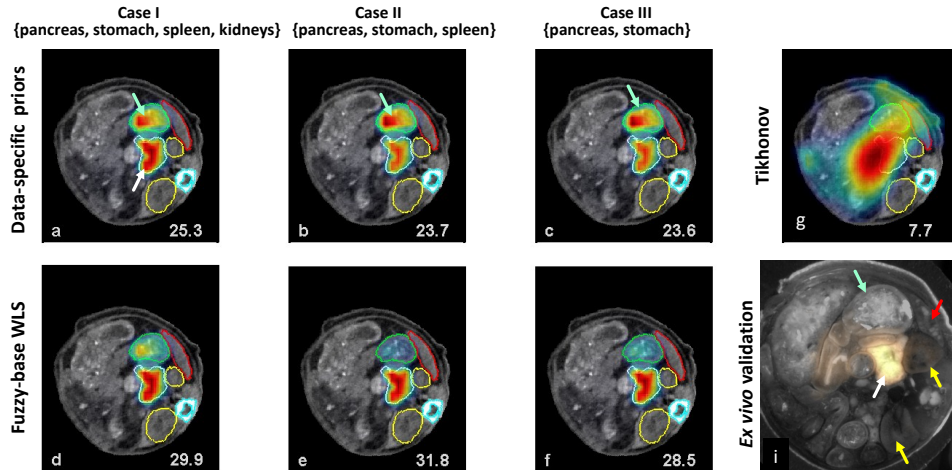 Case I
{pancreas, stomach, spleen, kidneys}
Case II
{pancreas, stomach, spleen}
Case III
{pancreas, stomach}
Data-specific priors
a
25.3
b
23.7
c
23.6
Tikhonov
g
7.7
Fuzzy-base WLS
d
29.9
e
31.8
f
28.5
Ex vivo validation
i